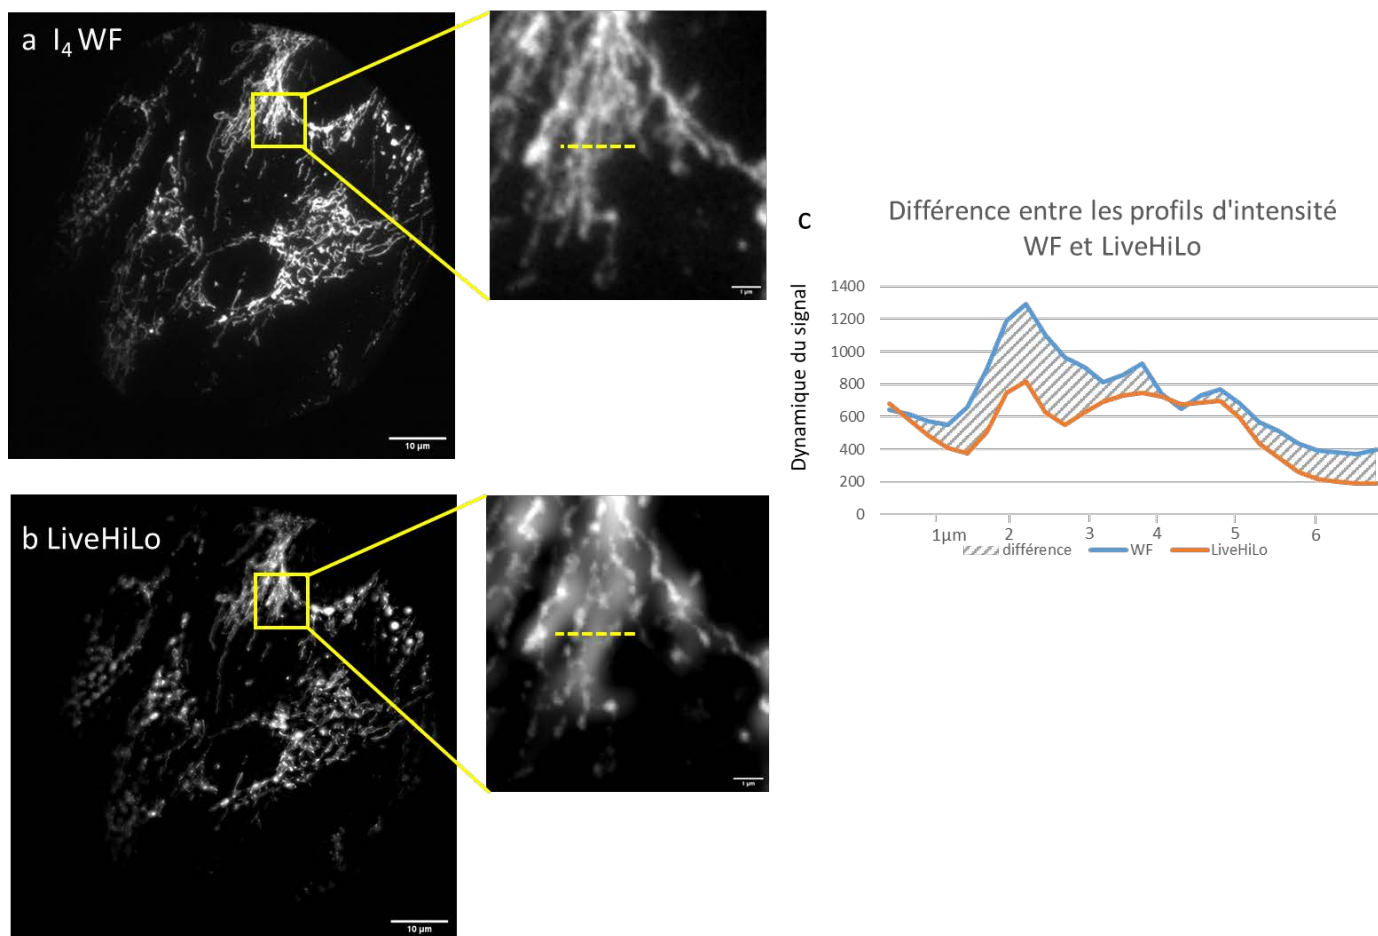 a I₄ WF
10 µm
1 µm
b LiveHiLo
10 µm
1 µm
c
Différence entre les profils d'intensité
WF et LiveHiLo
Dynamique du signal
1400
1200
1000
800
600
400
200
0
1µm 2 3 4 5 6
différence WF LiveHiLo